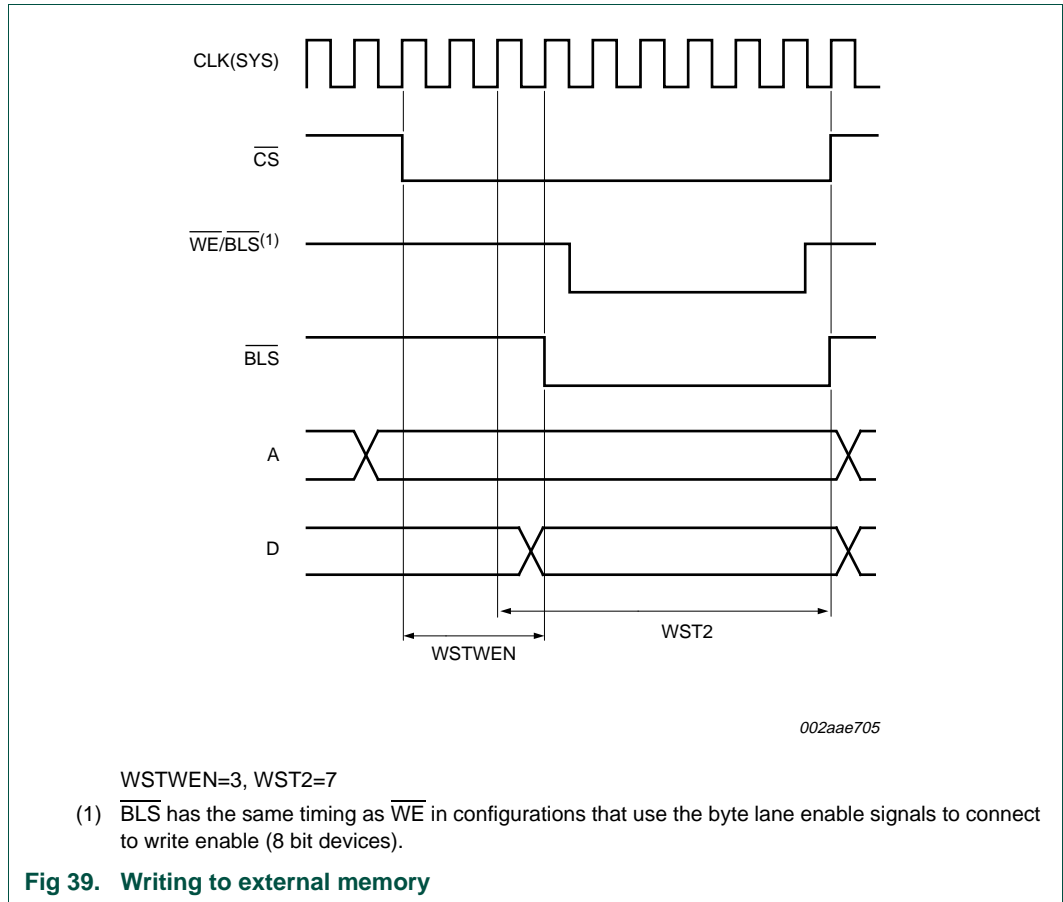 CLK(SYS)
CS
WE/BLS(1)
BLS
A
D
WST2
WSTWEN
002aae705
WSTWEN=3, WST2=7
(1) BLS has the same timing as WE in configurations that use the byte lane enable signals to connect
to write enable (8 bit devices).
Fig 39. Writing to external memory